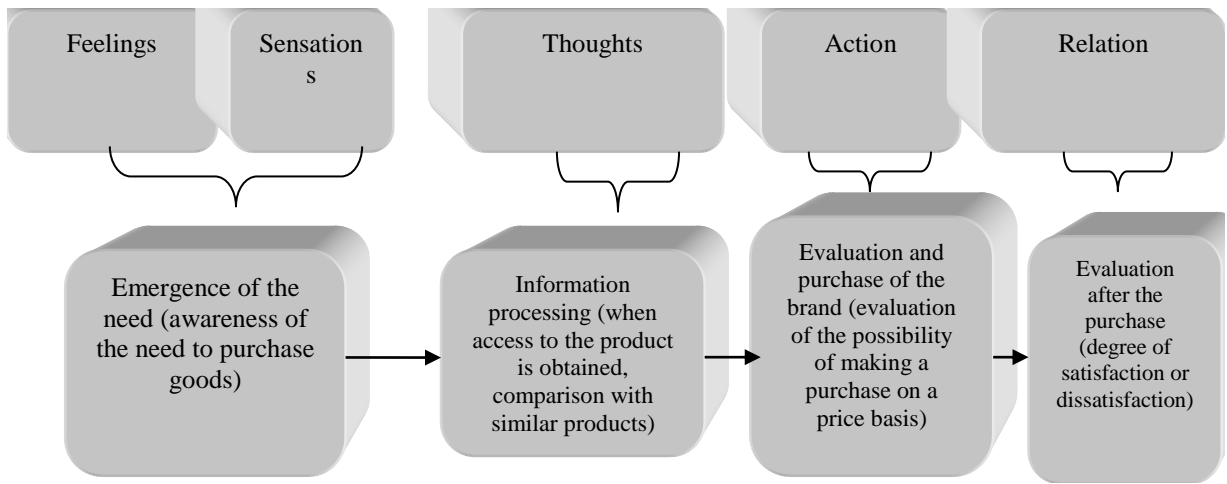 Feelings
Sensation
s
Thoughts
Action
Relation
Emergence of the
need (awareness of
the need to purchase
goods)
Information
processing (when
access to the product
is obtained,
comparison with
similar products)
Evaluation and
purchase of the
brand (evaluation
of the possibility
of making a
purchase on a
price basis)
Evaluation
after the
purchase
(degree of
satisfaction or
dissatisfaction)